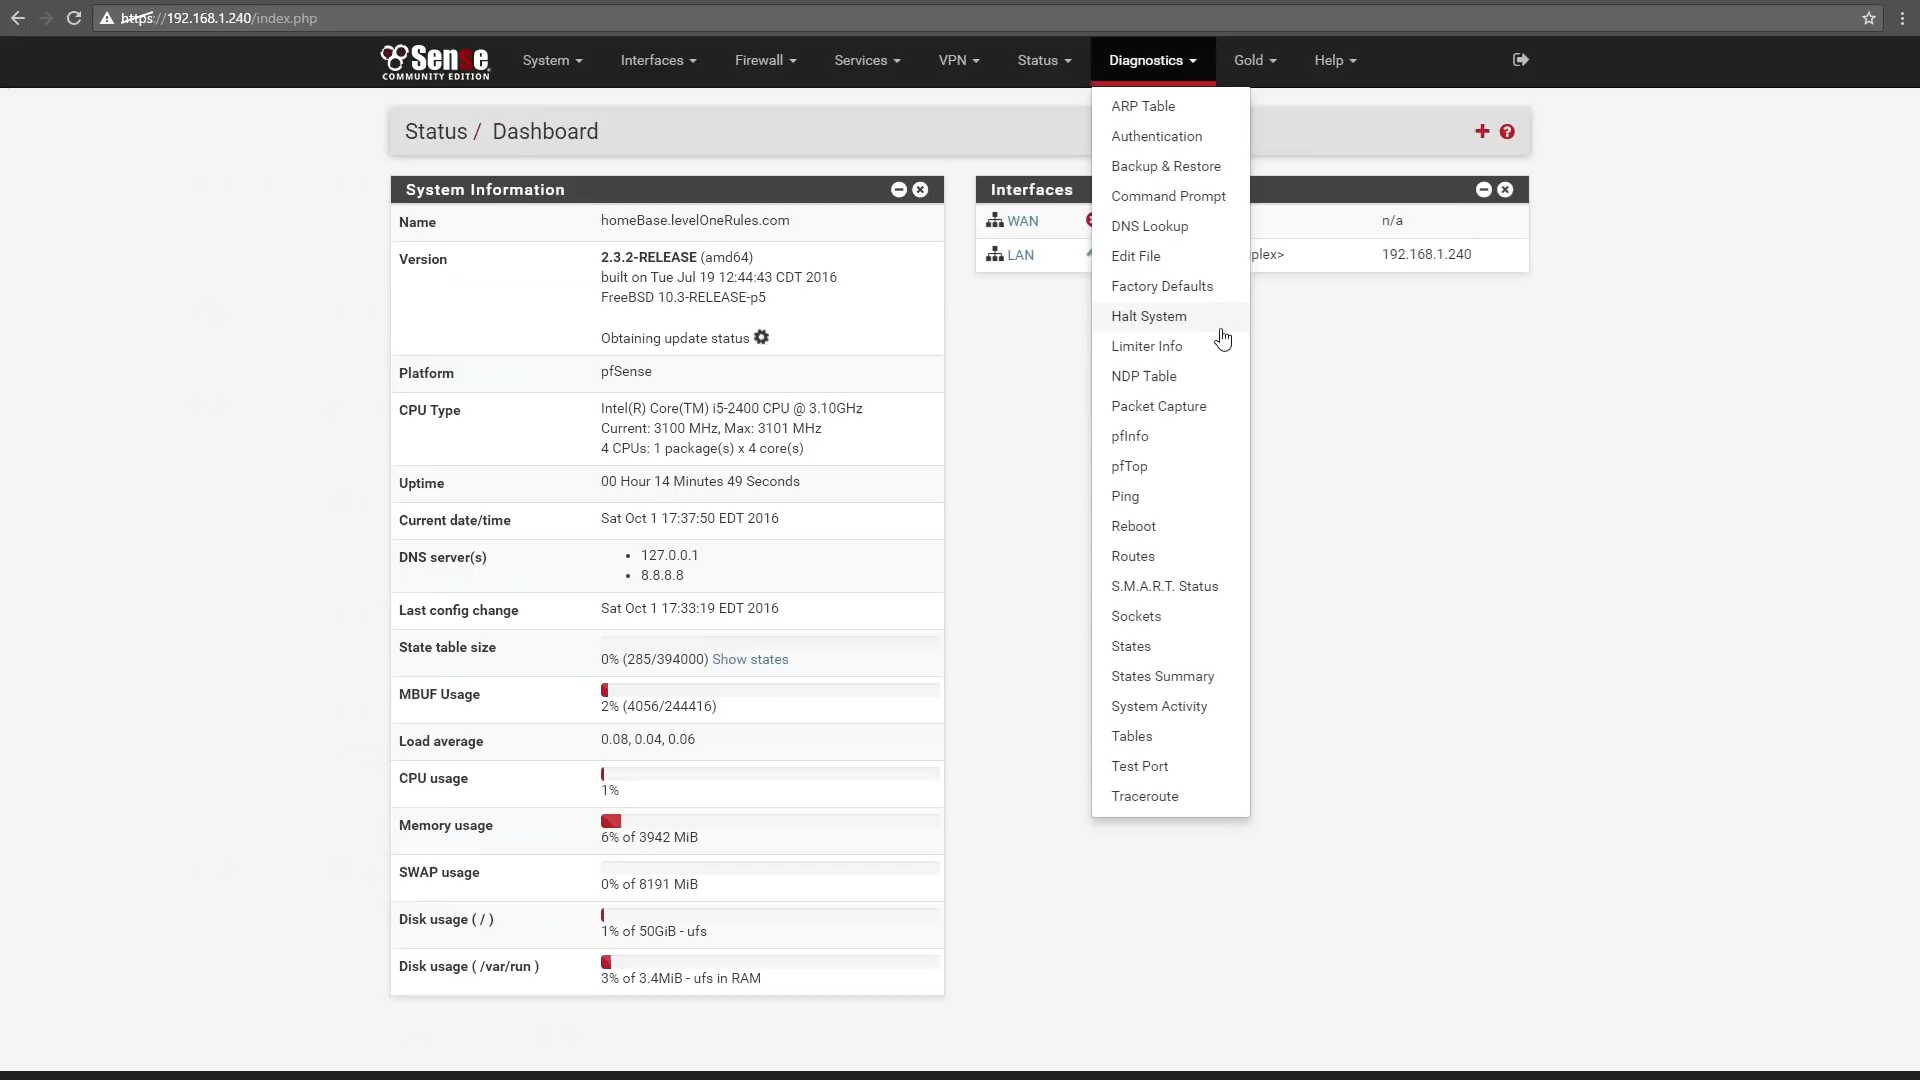 https://192.168.1.240/index.php
Sense
COMMUNITY EDITION
System
Interfaces
Firewall
Services
VPN
Status
Diagnostics
Gold
Help
Status / Dashboard
System Information
Name homeBase.levelOneRules.com
Version 2.3.2-RELEASE (amd64)
built on Tue Jul 19 12:44:43 CDT 2016
FreeBSD 10.3-RELEASE-p5
Obtaining update status
Platform pfSense
CPU Type Intel(R) Core(TM) i5-2400 CPU @ 3.10GHz
Current: 3100 MHz, Max: 3101 MHz
4 CPUs: 1 package(s) x 4 core(s)
Uptime 00 Hour 14 Minutes 49 Seconds
Current date/time Sat Oct 1 17:37:50 EDT 2016
DNS server(s) • 127.0.0.1
• 8.8.8.8
Last config change Sat Oct 1 17:33:19 EDT 2016
State table size
0% (285/394000) Show states
MBUF Usage
2% (4056/244416)
Load average 0.08, 0.04, 0.06
CPU usage
1%
Memory usage
6% of 3942 MiB
SWAP usage
0% of 8191 MiB
Disk usage ( / )
1% of 50GiB - ufs
Disk usage ( /var/run )
3% of 3.4MiB - ufs in RAM
Interfaces
WAN n/a
LAN plex> 192.168.1.240
ARP Table
Authentication
Backup & Restore
Command Prompt
DNS Lookup
Edit File
Factory Defaults
Halt System
Limiter Info
NDP Table
Packet Capture
pfInfo
pfTop
Ping
Reboot
Routes
S.M.A.R.T. Status
Sockets
States
States Summary
System Activity
Tables
Test Port
Traceroute